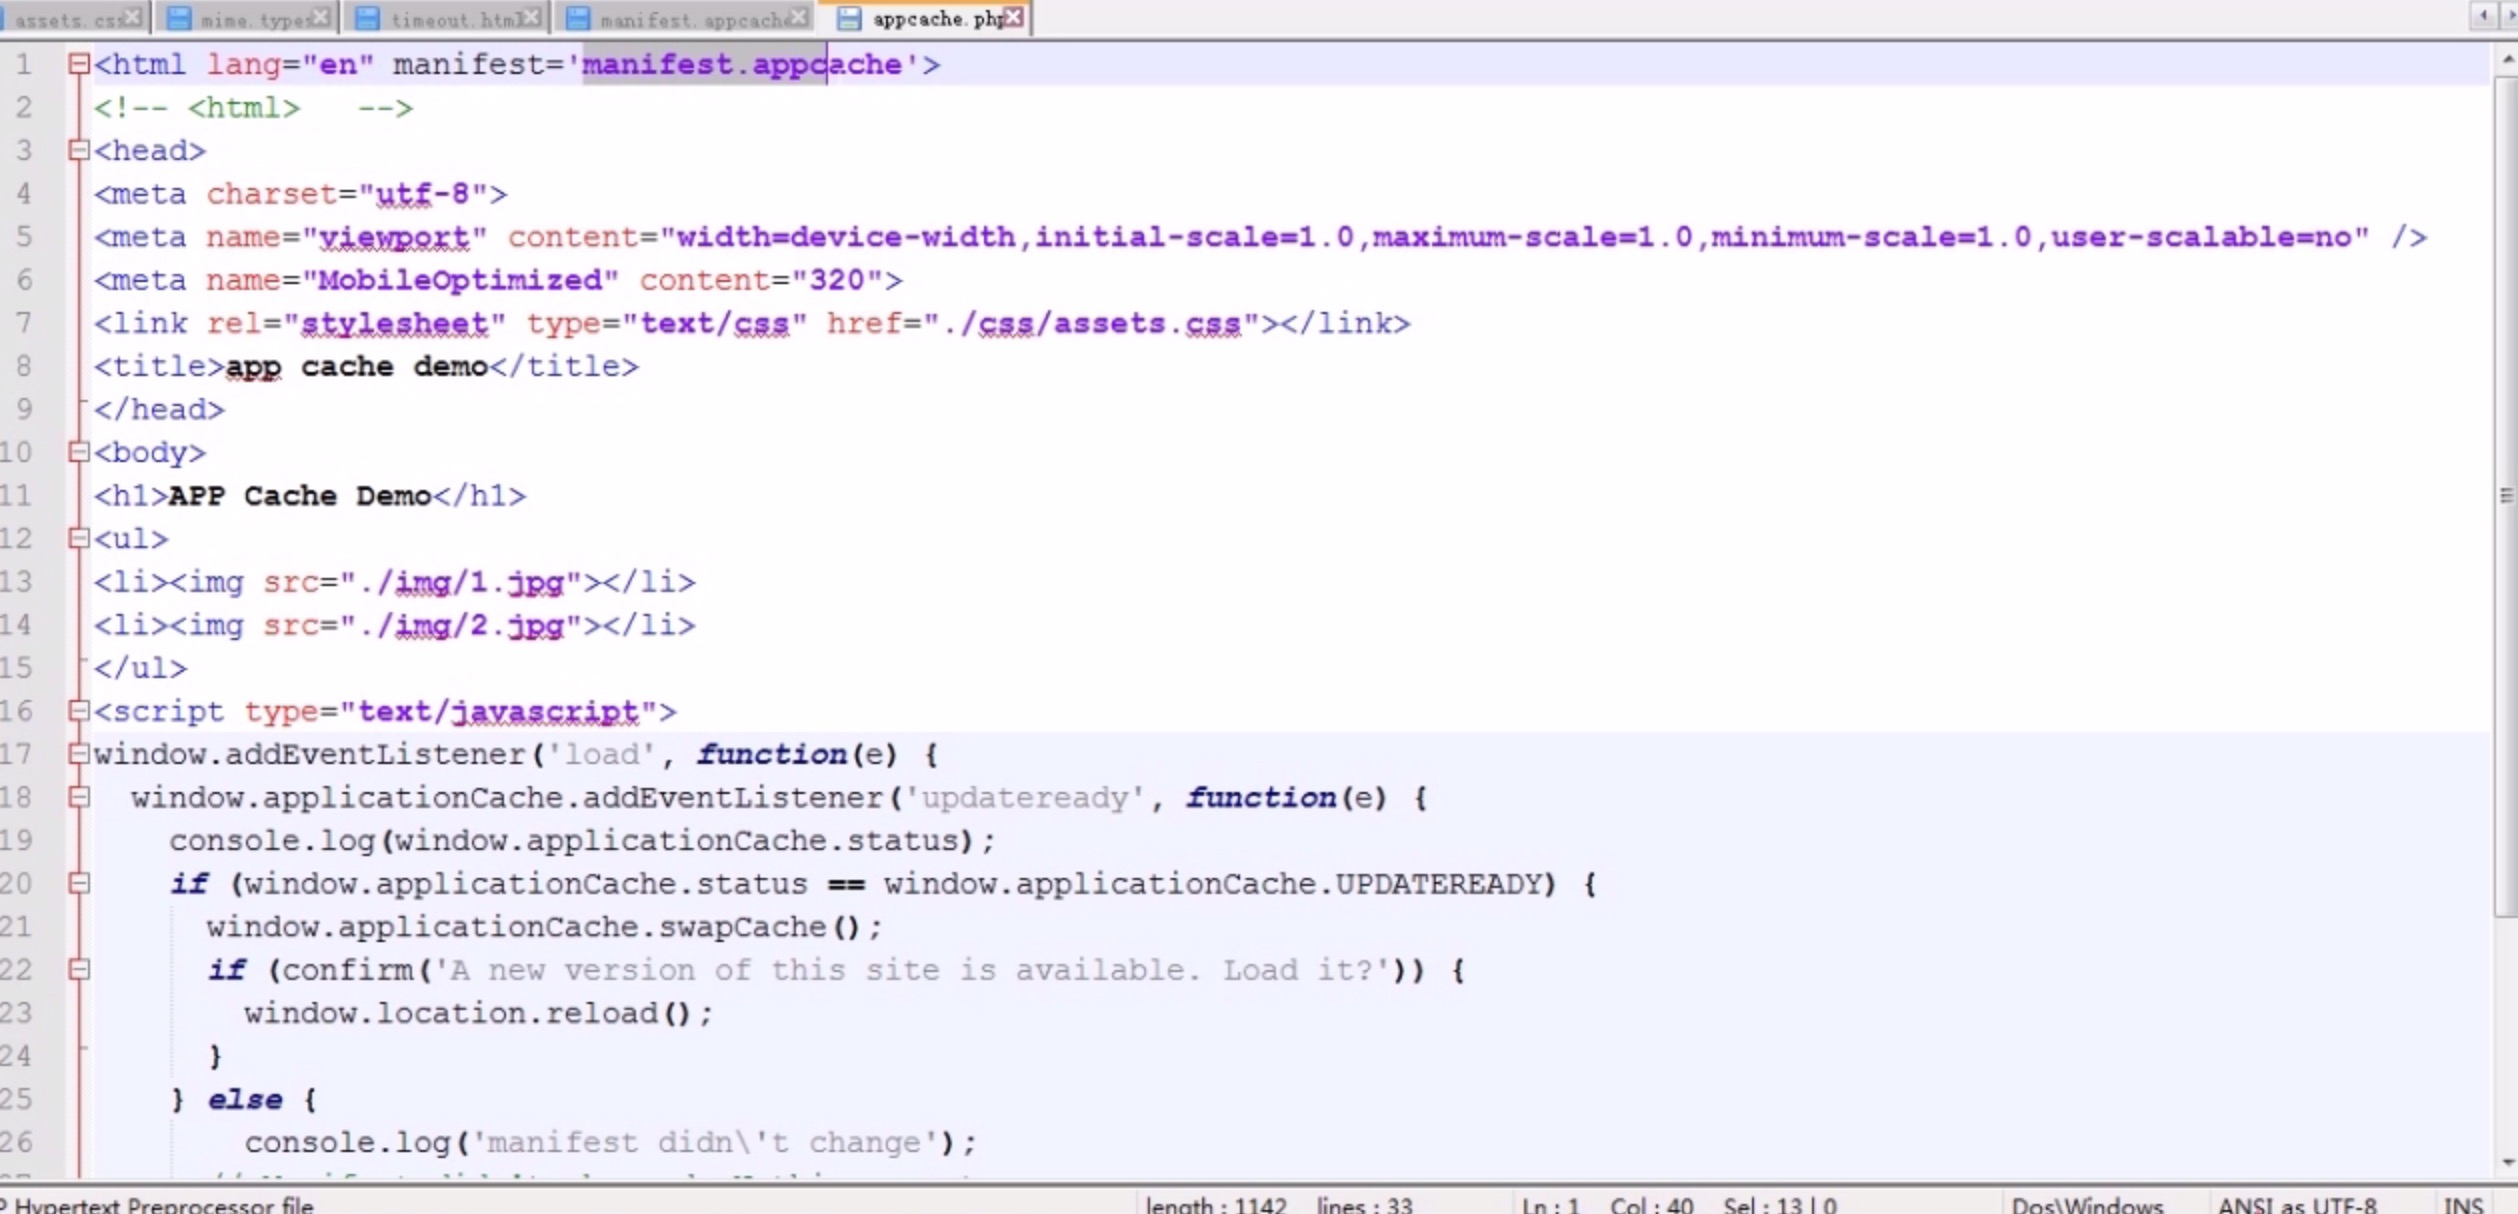 assets.css mime.types timeout.html manifest.appcache appcache.php
1 <html lang="en" manifest='manifest.appcache'>
2 <!-- <html>   -->
3 <head>
4 <meta charset="utf-8">
5 <meta name="viewport" content="width=device-width,initial-scale=1.0,maximum-scale=1.0,minimum-scale=1.0,user-scalable=no" />
6 <meta name="MobileOptimized" content="320">
7 <link rel="stylesheet" type="text/css" href="./css/assets.css"></link>
8 <title>app cache demo</title>
9 </head>
10 <body>
11 <h1>APP Cache Demo</h1>
12 <ul>
13 <li><img src="./img/1.jpg"></li>
14 <li><img src="./img/2.jpg"></li>
15 </ul>
16 <script type="text/javascript">
17 window.addEventListener('load', function(e) {
18   window.applicationCache.addEventListener('updateready', function(e) {
19     console.log(window.applicationCache.status);
20     if (window.applicationCache.status == window.applicationCache.UPDATEREADY) {
21       window.applicationCache.swapCache();
22       if (confirm('A new version of this site is available. Load it?')) {
23         window.location.reload();
24       }
25     } else {
26         console.log('manifest didn\'t change');
P Hypertext Preprocessor file length : 1142 lines : 33 Ln : 1 Col : 40 Sel : 13 | 0 Dos\Windows ANSI as UTF-8 INS